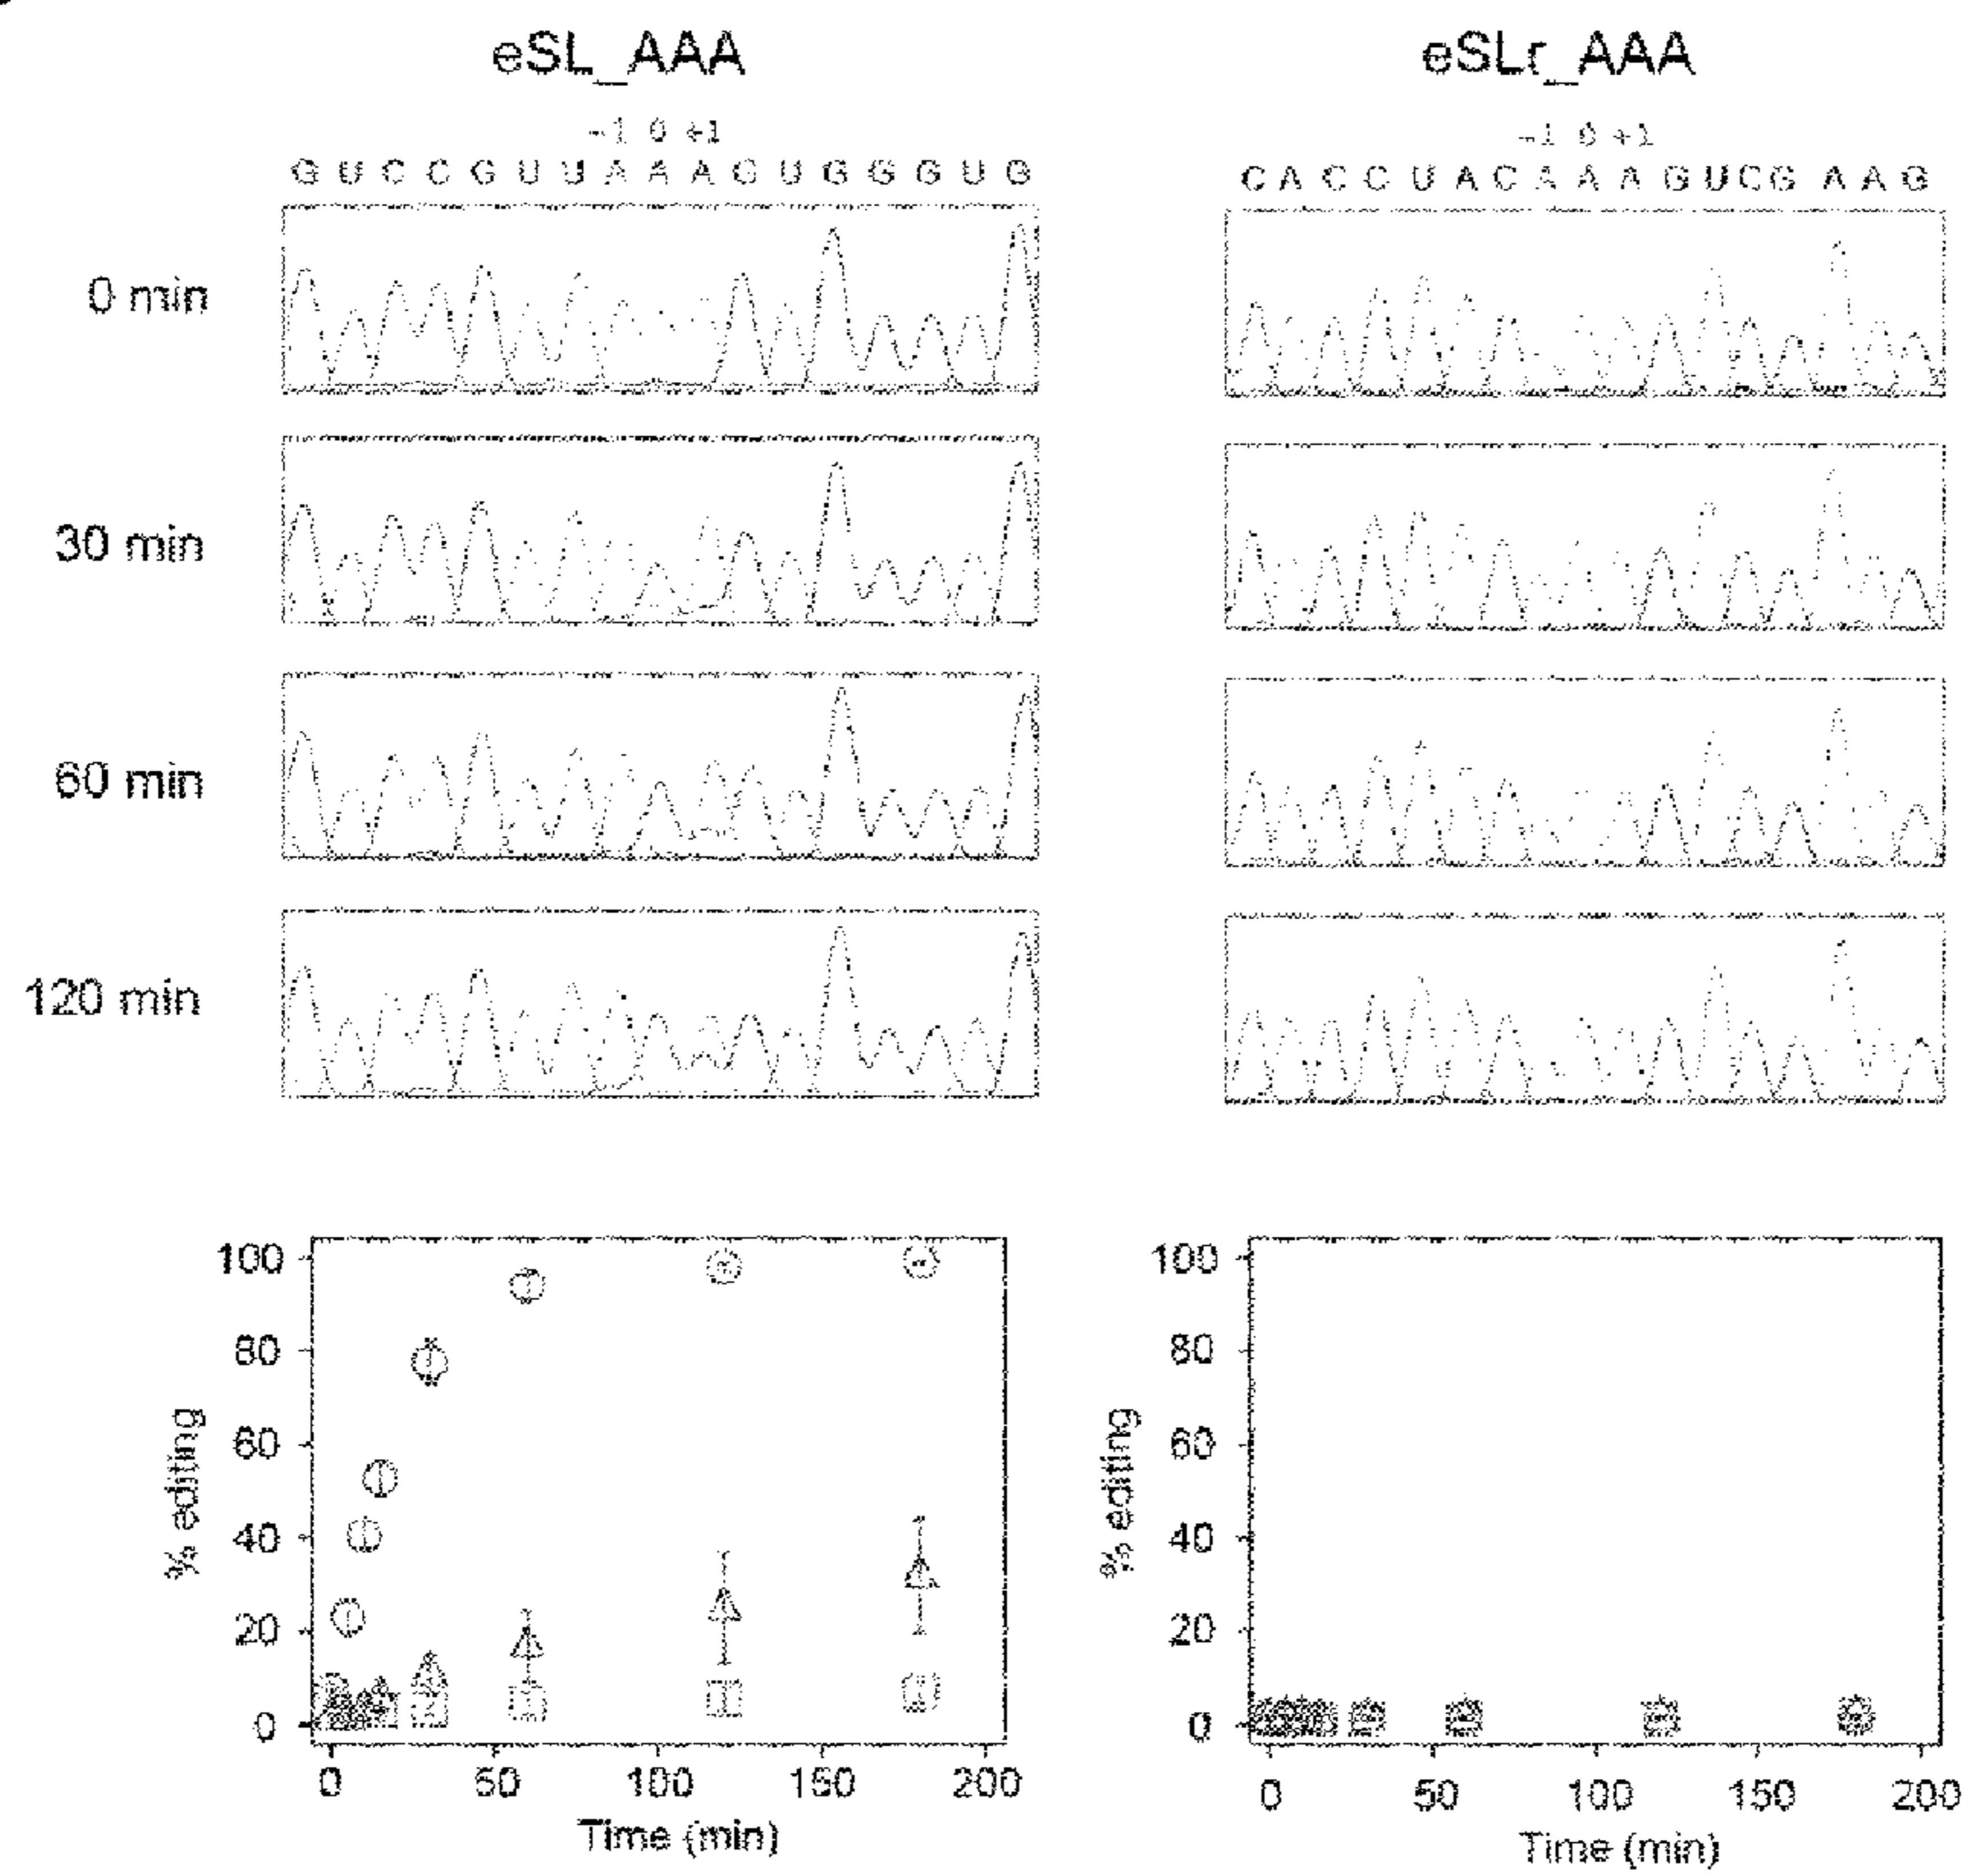 eSL_AAA
-1 0 +1
G U C C G U U A A A G U G G G U G
0 min
30 min
60 min
120 min
eSLr_AAA
-1 0 +1
C A C C U A C A A A G U C G A A G
% editing
100
80
60
40
20
0
0 50 100 150 200
Time (min)
% editing
100
80
60
40
20
0
0 50 100 150 200
Time (min)